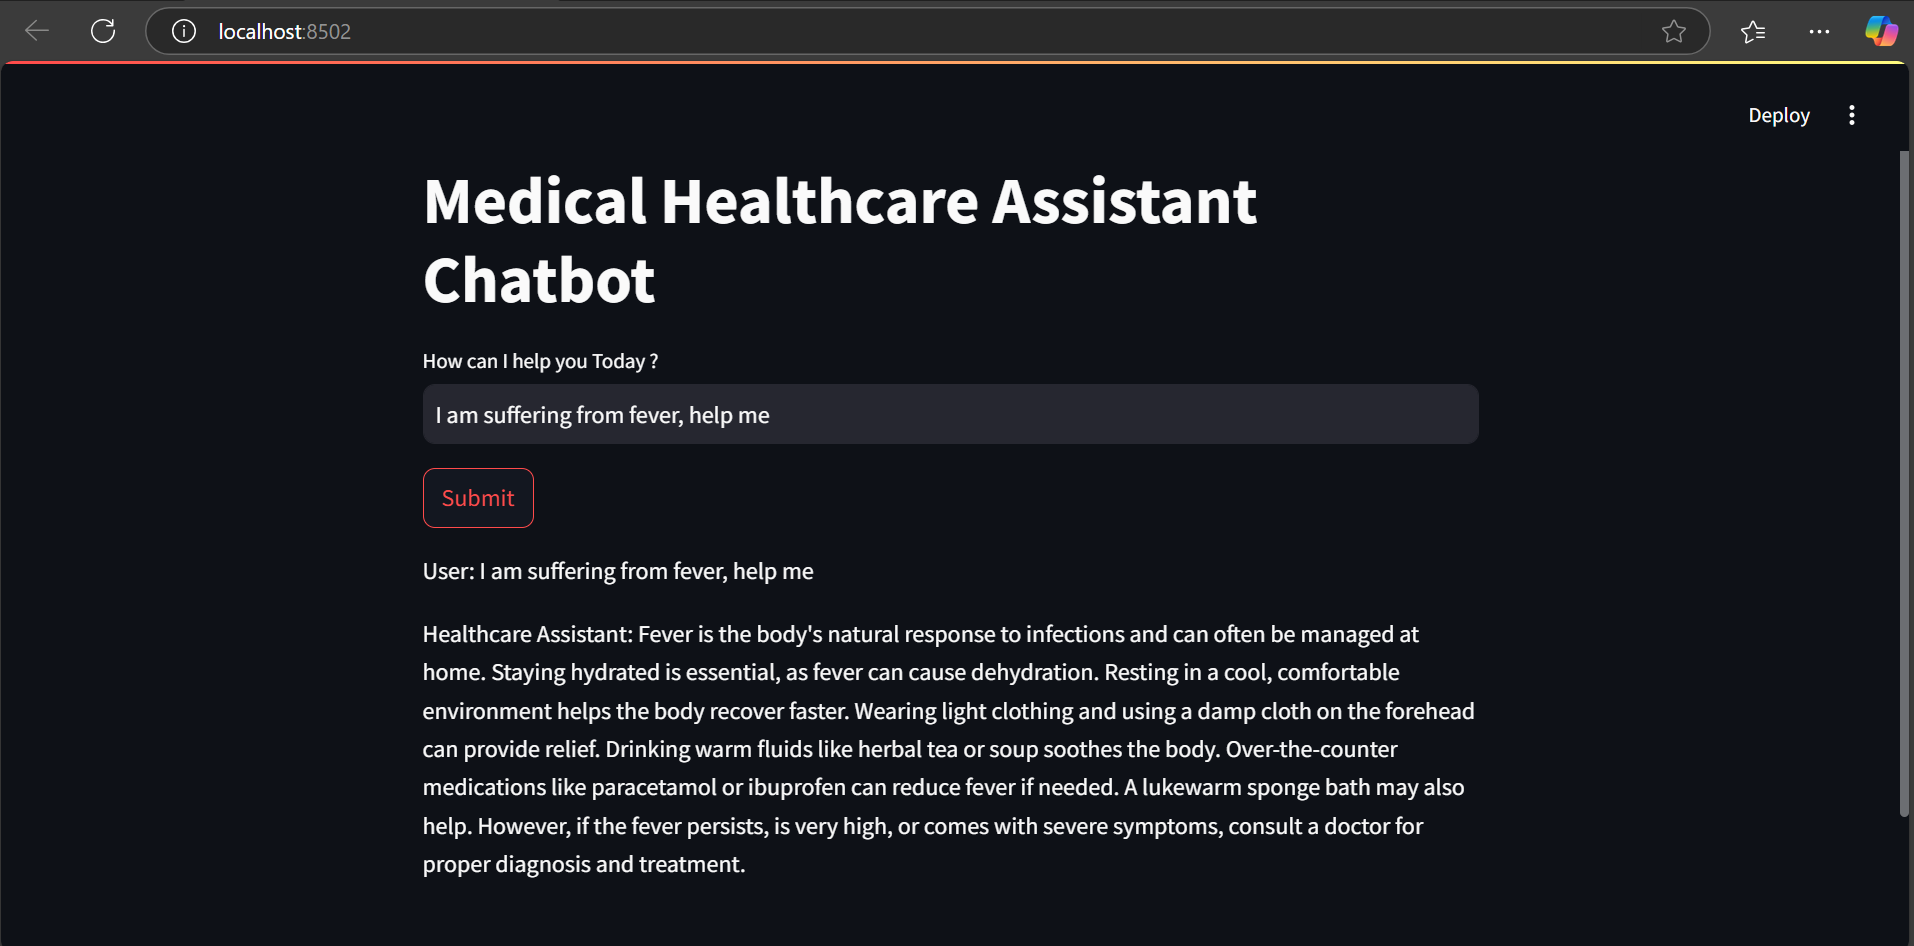 localhost:8502
Deploy
Medical Healthcare Assistant
Chatbot
How can I help you Today ?
I am suffering from fever, help me
Submit
User: I am suffering from fever, help me
Healthcare Assistant: Fever is the body's natural response to infections and can often be managed at
home. Staying hydrated is essential, as fever can cause dehydration. Resting in a cool, comfortable
environment helps the body recover faster. Wearing light clothing and using a damp cloth on the forehead
can provide relief. Drinking warm fluids like herbal tea or soup soothes the body. Over-the-counter
medications like paracetamol or ibuprofen can reduce fever if needed. A lukewarm sponge bath may also
help. However, if the fever persists, is very high, or comes with severe symptoms, consult a doctor for
proper diagnosis and treatment.